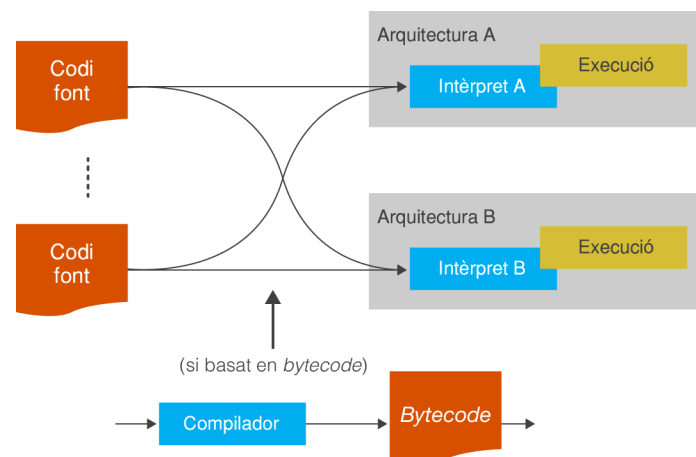 Codi
font
Arquitectura A
Intèrpret A
Execució
Codi
font
Arquitectura B
Intèrpret B
Execució
(si basat en bytecode)
Compilador
Bytecode